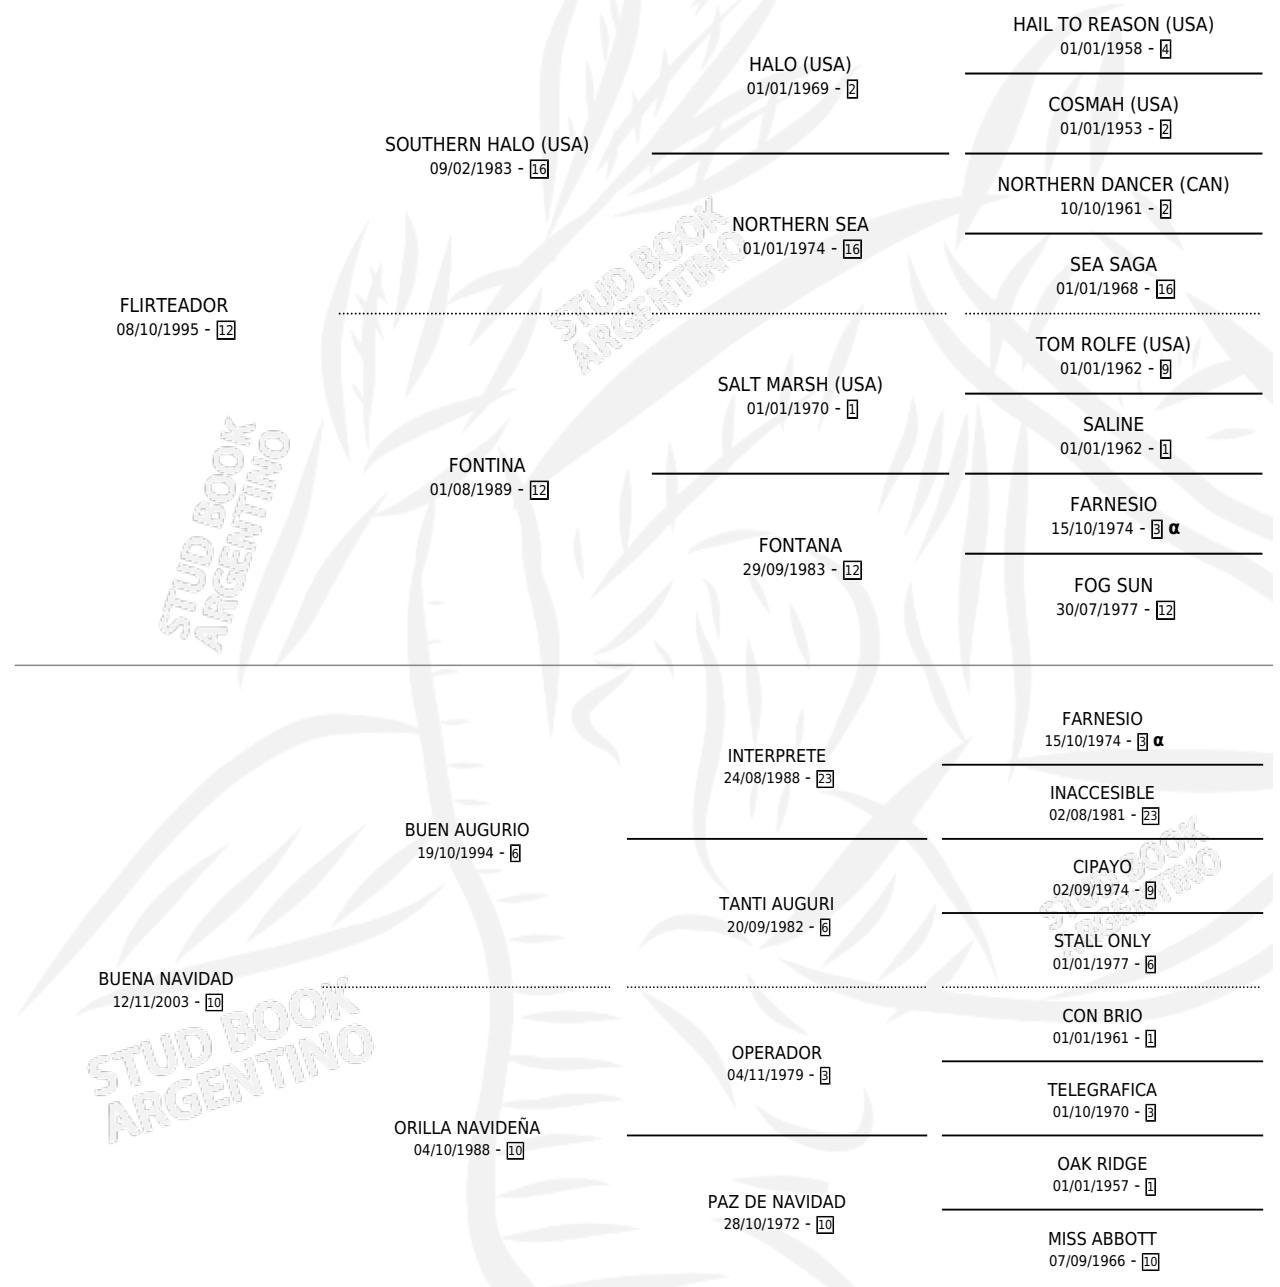 HAIL TO REASON (USA)
01/01/1958 - 4
HALO (USA)
01/01/1969 - 2
COSMAH (USA)
01/01/1953 - 2
SOUTHERN HALO (USA)
09/02/1983 - 16
NORTHERN DANCER (CAN)
10/10/1961 - 2
NORTHERN SEA
01/01/1974 - 16
SEA SAGA
01/01/1968 - 16
FLIRTEADOR
08/10/1995 - 12
TOM ROLFE (USA)
01/01/1962 - 9
SALT MARSH (USA)
01/01/1970 - 1
SALINE
01/01/1962 - 1
FONTINA
01/08/1989 - 12
FARNESIO
15/10/1974 - 3 α
FONTANA
29/09/1983 - 12
FOG SUN
30/07/1977 - 12
FARNESIO
15/10/1974 - 3 α
INTERPRETE
24/08/1988 - 23
INACCESIBLE
02/08/1981 - 23
BUEN AUGURIO
19/10/1994 - 6
CIPAYO
02/09/1974 - 9
TANTI AUGURI
20/09/1982 - 6
STALL ONLY
01/01/1977 - 6
BUENA NAVIDAD
12/11/2003 - 10
CON BRIO
01/01/1961 - 1
OPERADOR
04/11/1979 - 3
TELEGRAFICA
01/10/1970 - 3
ORILLA NAVIDEÑA
04/10/1988 - 10
OAK RIDGE
01/01/1957 - 1
PAZ DE NAVIDAD
28/10/1972 - 10
MISS ABBOTT
07/09/1966 - 10
STUD BOOK
ARGENTINO
STUD BOOK
ARGENTINO
STUD BOOK
ARGENTINO
STUD BOOK
ARGENTINO